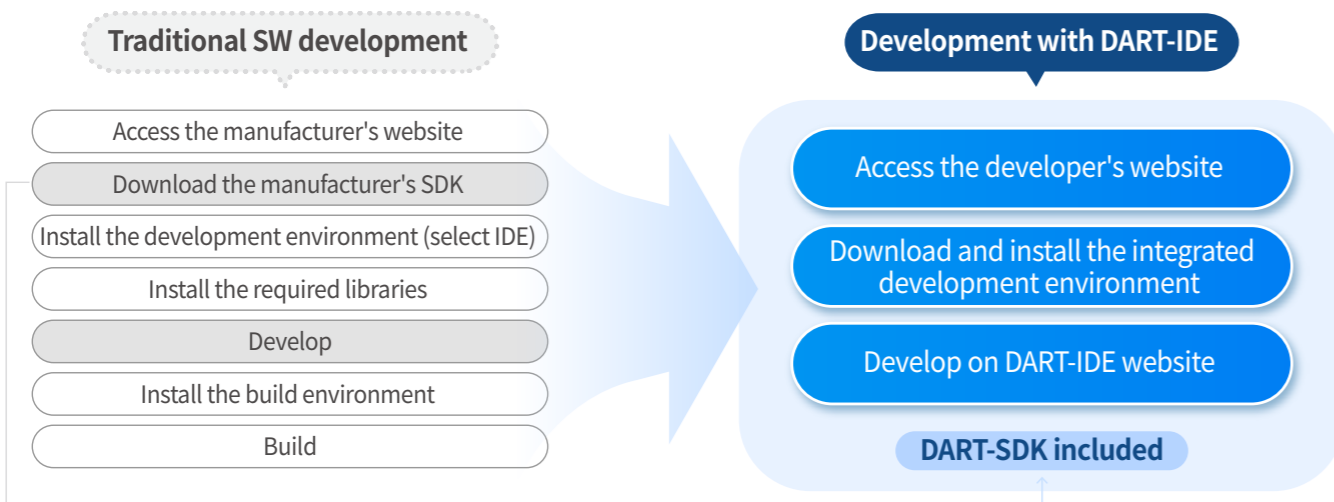 Traditional SW development
Access the manufacturer's website
Download the manufacturer's SDK
Install the development environment (select IDE)
Install the required libraries
Develop
Install the build environment
Build
Development with DART-IDE
Access the developer's website
Download and install the integrated
development environment
Develop on DART-IDE website
DART-SDK included